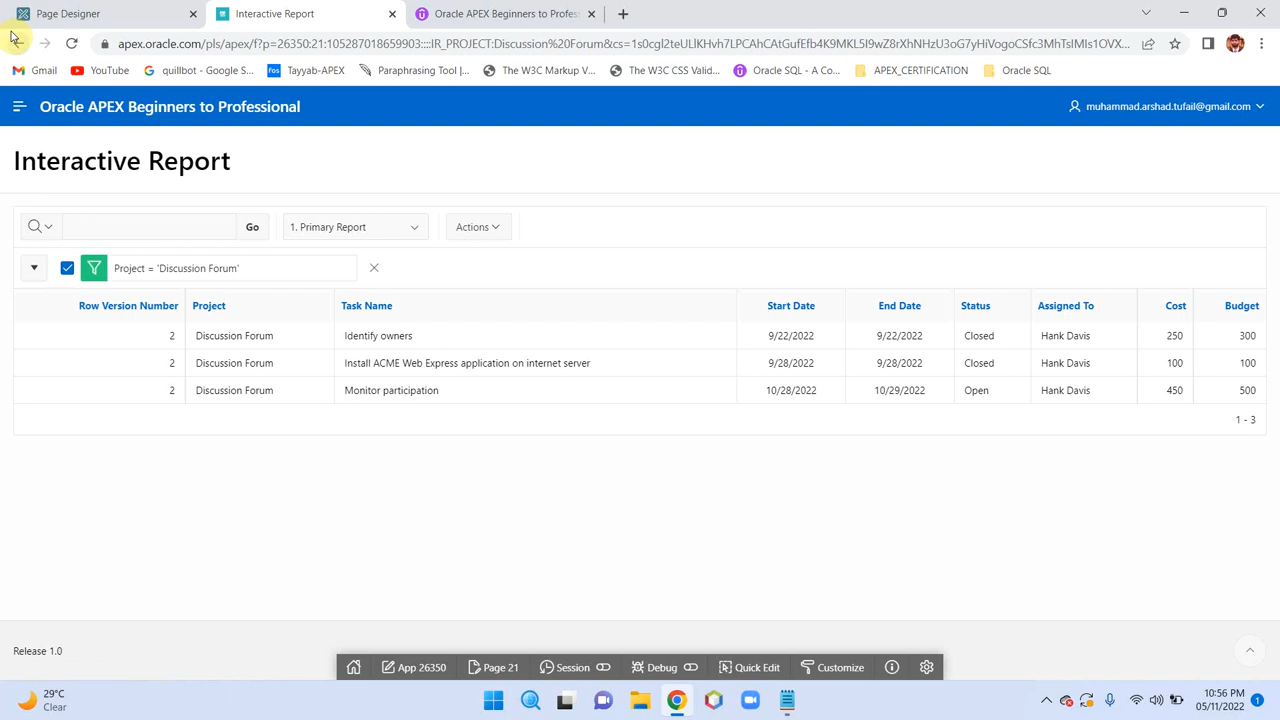 Page Designer
Interactive Report
Oracle APEX Beginners to Profes
apex.oracle.com/pls/apex/f?p=26350:21:105287018659903::::IR_PROJECT:Discussion%20Forum&cs=
Gmail
YouTube
quillbot - Google S...
fos
Tayyab-APEX
Paraphrasing Tool |...
The W3C Markup V...
The W3C CSS Valid...
Oracle SQL - A Co...
APEX_CERTIFICATION
Oracle SQL
Oracle APEX Beginners to Professional
muhammad.arshad.tufail@gmail.com
Interactive Report
Go
1. Primary Report
Actions
Project = 'Discussion Forum'
Row Version Number Project Task Name Start Date End Date Status Assigned To Cost Budget
2 Discussion Forum Identify owners 9/22/2022 9/22/2022 Closed Hank Davis 250 300
2 Discussion Forum Install ACME Web Express application on internet server 9/28/2022 9/28/2022 Closed Hank Davis 100 100
2 Discussion Forum Monitor participation 10/28/2022 10/29/2022 Open Hank Davis 450 500
1 - 3
Release 1.0
App 26350
Page 21
Session
Debug
Quick Edit
Customize
29°C
Clear
10:56 PM
05/11/2022
1